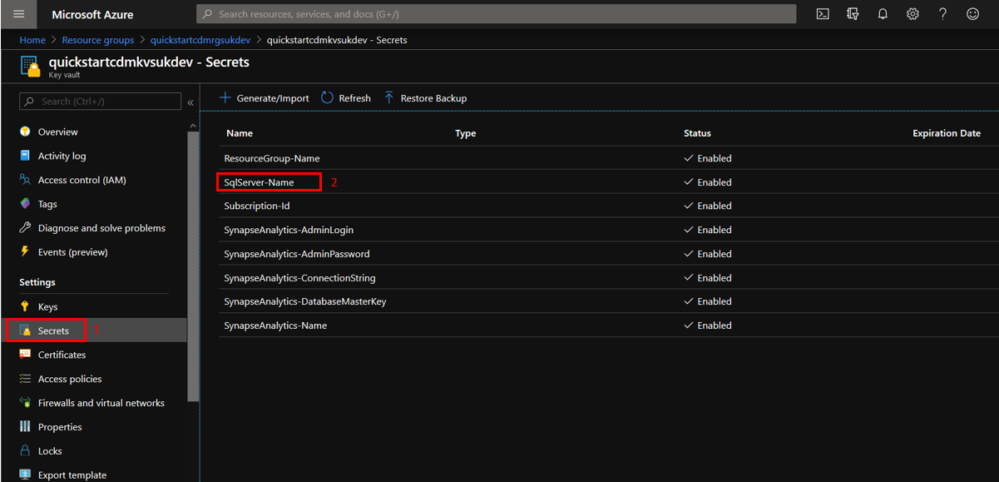 Microsoft Azure
Search resources, services, and docs (G+/)
Home > Resource groups > quickstartcdmrgsukdev > quickstartcdmkvsukdev - Secrets
quickstartcdmkvsukdev - Secrets
Key vault
Search (Ctrl+/)
«
Overview
Activity log
Access control (IAM)
Tags
Diagnose and solve problems
Events (preview)
Settings
Keys
Secrets 1
Certificates
Access policies
Firewalls and virtual networks
Properties
Locks
Export template
Generate/Import Refresh Restore Backup
Name Type Status Expiration Date
ResourceGroup-Name Enabled
SqlServer-Name 2 Enabled
Subscription-Id Enabled
SynapseAnalytics-AdminLogin Enabled
SynapseAnalytics-AdminPassword Enabled
SynapseAnalytics-ConnectionString Enabled
SynapseAnalytics-DatabaseMasterKey Enabled
SynapseAnalytics-Name Enabled